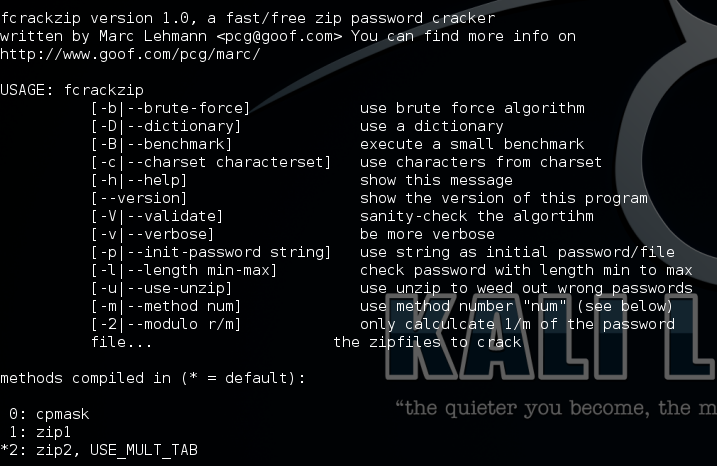 fcrackzip version 1.0, a fast/free zip password cracker
written by Marc Lehmann <pcg@goof.com> You can find more info on
http://www.goof.com/pcg/marc/

USAGE: fcrackzip
          [-b|--brute-force]            use brute force algorithm
          [-D|--dictionary]             use a dictionary
          [-B|--benchmark]              execute a small benchmark
          [-c|--charset characterset]   use characters from charset
          [-h|--help]                   show this message
          [--version]                   show the version of this program
          [-V|--validate]               sanity-check the algortihm
          [-v|--verbose]                be more verbose
          [-p|--init-password string]   use string as initial password/file
          [-l|--length min-max]         check password with length min to max
          [-u|--use-unzip]              use unzip to weed out wrong passwords
          [-m|--method num]             use method number "num" (see below)
          [-2|--modulo r/m]             only calculcate 1/m of the password
          file...                    the zipfiles to crack

methods compiled in (* = default):

 0: cpmask
 1: zip1
*2: zip2, USE_MULT_TAB
KALI L
“the quieter you become, the m